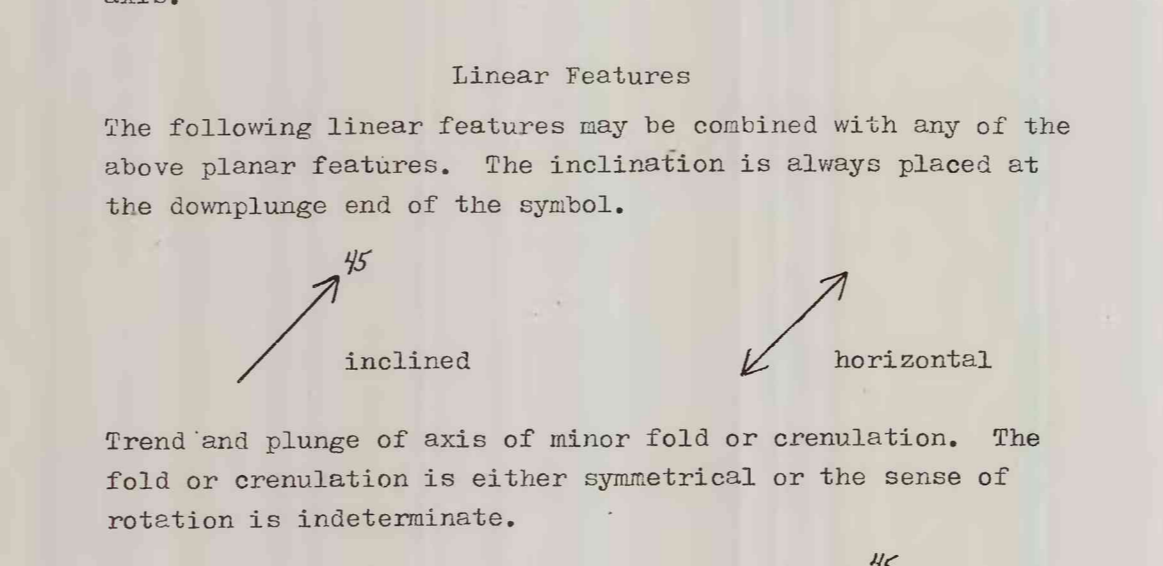 Linear Features
The following linear features may be combined with any of the
above planar features. The inclination is always placed at
the downplunge end of the symbol.
45
inclined
horizontal
Trend and plunge of axis of minor fold or crenulation. The
fold or crenulation is either symmetrical or the sense of
rotation is indeterminate.